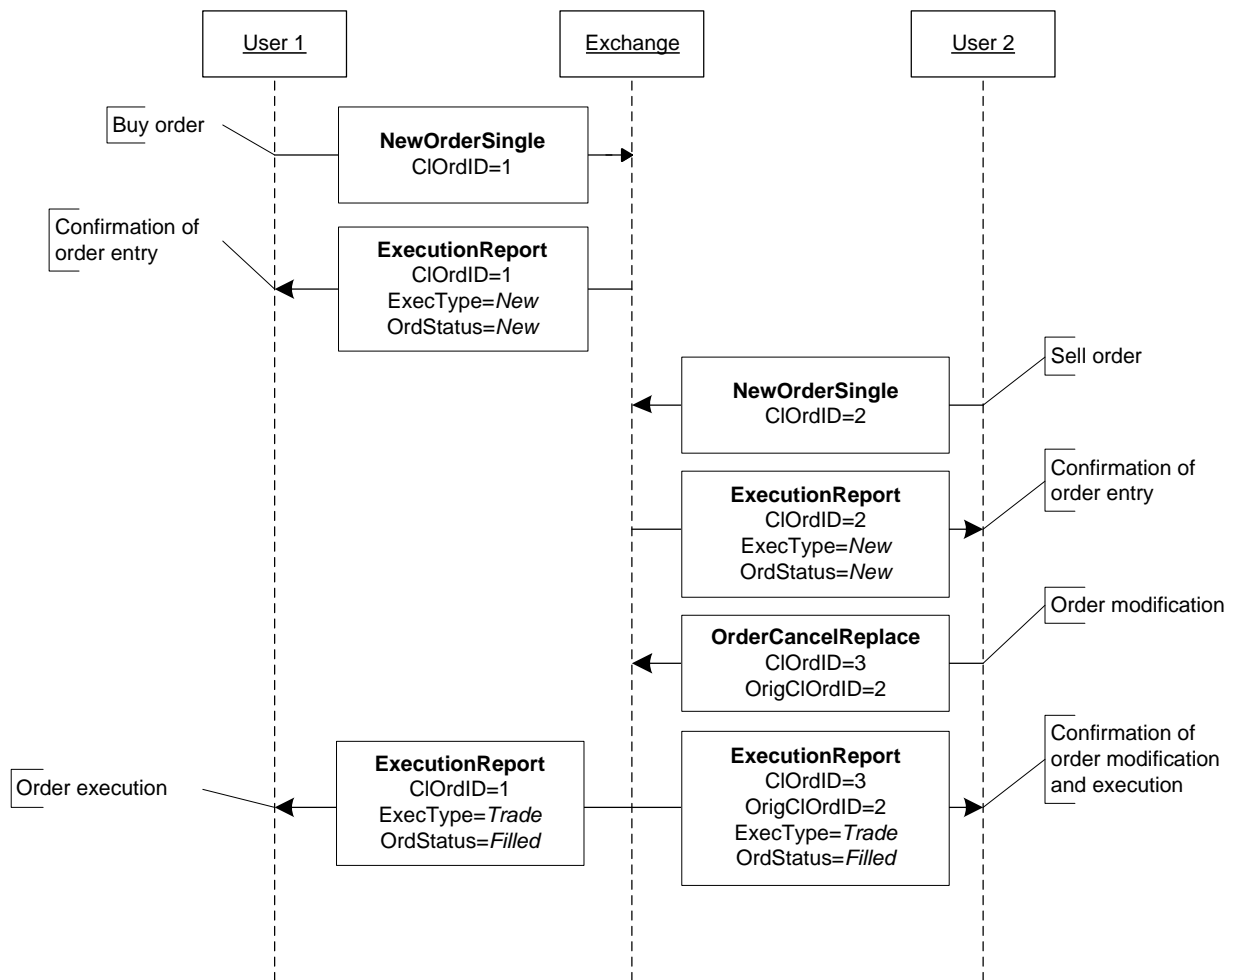 User 1
Exchange
User 2
Buy order
NewOrderSingle
ClOrdID=1
Confirmation of
order entry
ExecutionReport
ClOrdID=1
ExecType=New
OrdStatus=New
Sell order
NewOrderSingle
ClOrdID=2
Confirmation of
order entry
ExecutionReport
ClOrdID=2
ExecType=New
OrdStatus=New
Order modification
OrderCancelReplace
ClOrdID=3
OrigClOrdID=2
Order execution
ExecutionReport
ClOrdID=1
ExecType=Trade
OrdStatus=Filled
ExecutionReport
ClOrdID=3
OrigClOrdID=2
ExecType=Trade
OrdStatus=Filled
Confirmation of
order modification
and execution